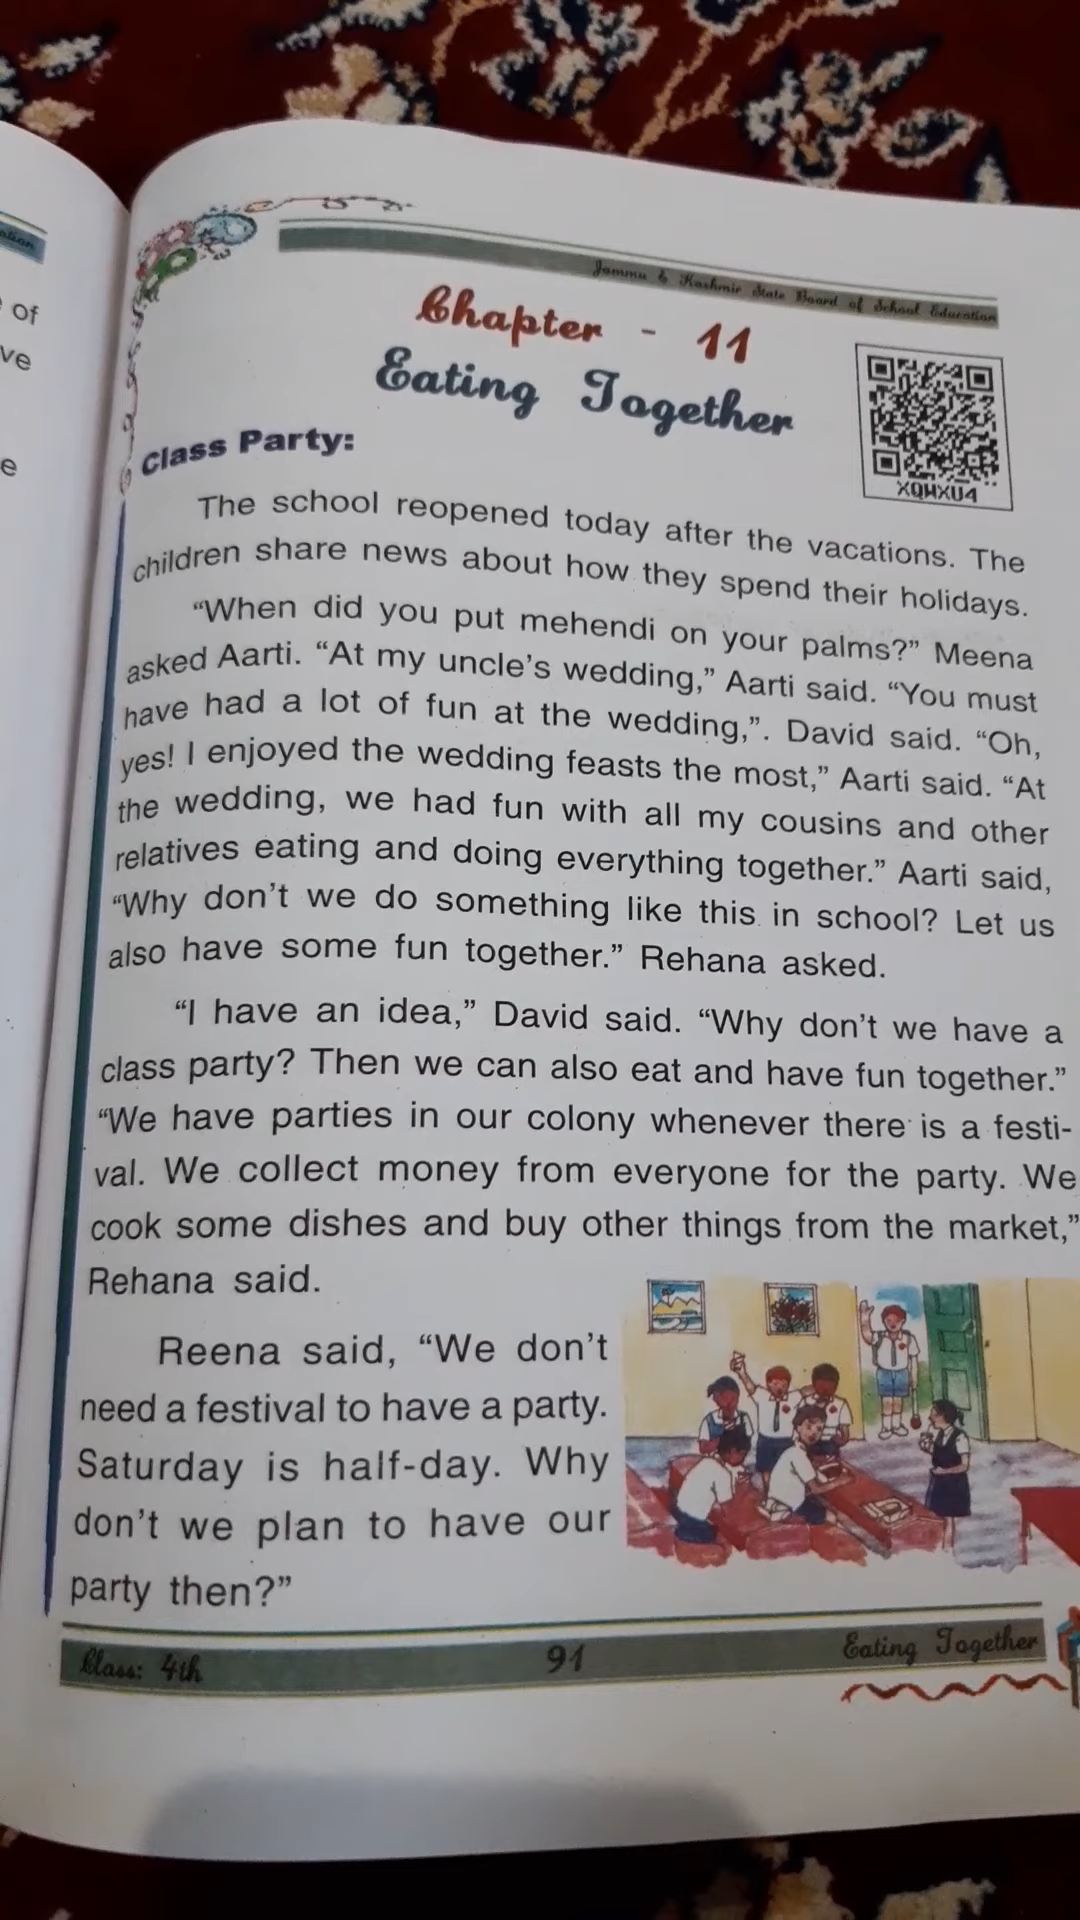 ation
of
ve
e
Jammu & Kashmir State Board of School Education
Chapter - 11
Eating Together
XQHXU4
Class Party:
The school reopened today after the vacations. The
children share news about how they spend their holidays.
“When did you put mehendi on your palms?” Meena
asked Aarti. “At my uncle’s wedding,” Aarti said. “You must
have had a lot of fun at the wedding,”. David said. “Oh,
yes! I enjoyed the wedding feasts the most,” Aarti said. “At
the wedding, we had fun with all my cousins and other
relatives eating and doing everything together.” Aarti said,
“Why don’t we do something like this in school? Let us
also have some fun together.” Rehana asked.
“I have an idea,” David said. “Why don’t we have a
class party? Then we can also eat and have fun together.”
“We have parties in our colony whenever there is a festi-
val. We collect money from everyone for the party. We
cook some dishes and buy other things from the market,”
Rehana said.
Reena said, “We don’t
need a festival to have a party.
Saturday is half-day. Why
don’t we plan to have our
party then?”
Class: 4th 91 Eating Together